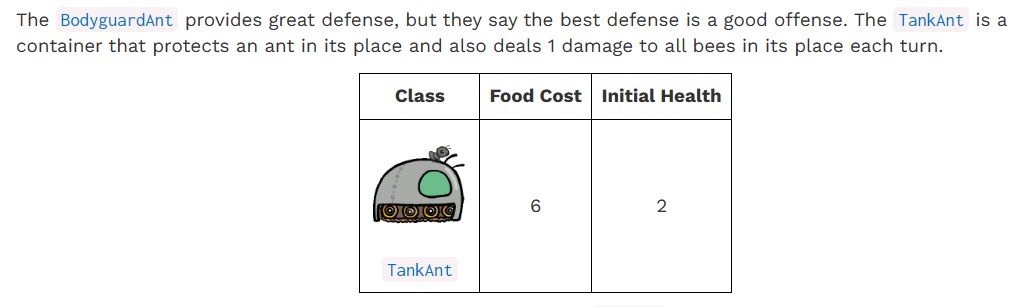 The BodyguardAnt provides great defense, but they say the best defense is a good offense. The TankAnt is a
container that protects an ant in its place and also deals 1 damage to all bees in its place each turn.
Class Food Cost Initial Health
6 2
TankAnt